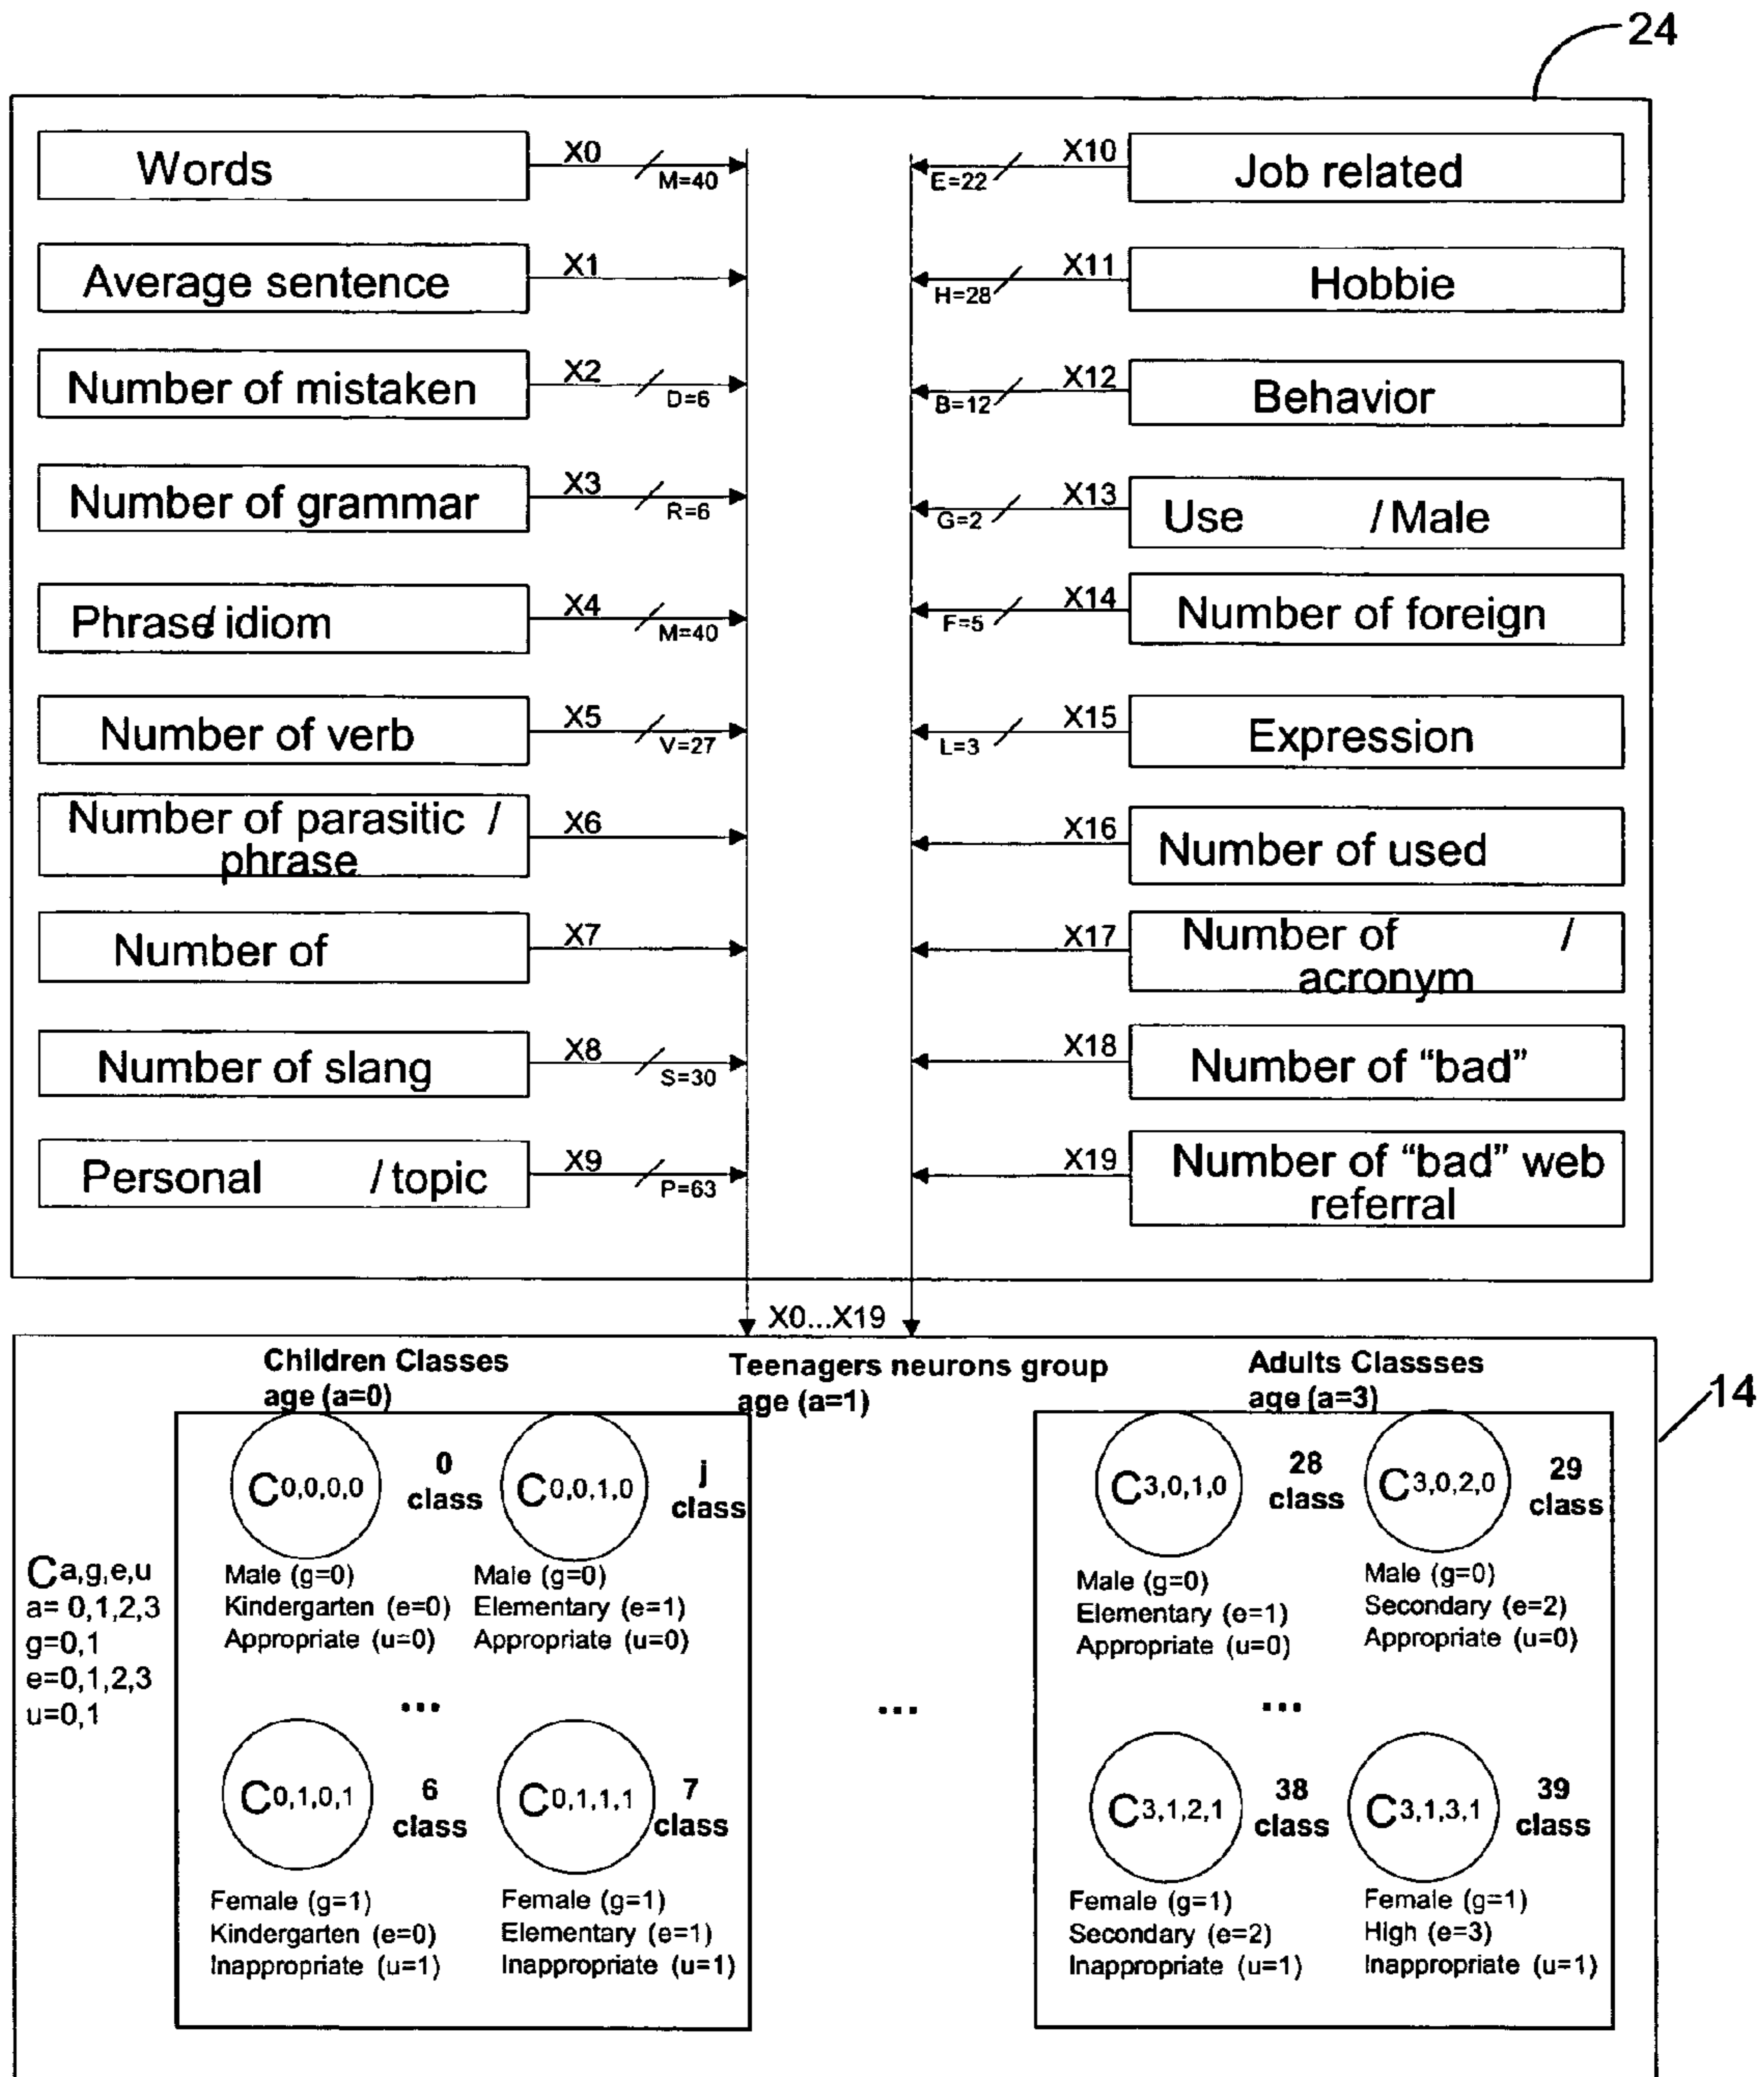 24
Words
X0
M=40
Average sentence
X1
Number of mistaken
X2
D=6
Number of grammar
X3
R=6
Phrase/ idiom
X4
M=40
Number of verb
X5
V=27
Number of parasitic /
phrase
X6
Number of
X7
Number of slang
X8
S=30
Personal / topic
X9
P=63
X10
E=22
Job related
X11
H=28
Hobbie
X12
B=12
Behavior
X13
G=2
Use / Male
X14
F=5
Number of foreign
X15
L=3
Expression
X16
Number of used
X17
Number of /
acronym
X18
Number of “bad”
X19
Number of “bad” web
referral
X0...X19
14
Ca,g,e,u
a= 0,1,2,3
g=0,1
e=0,1,2,3
u=0,1
Children Classes
age (a=0)
C0,0,0,0
0
class
Male (g=0)
Kindergarten (e=0)
Appropriate (u=0)
C0,0,1,0
j
class
Male (g=0)
Elementary (e=1)
Appropriate (u=0)
...
C0,1,0,1
6
class
Female (g=1)
Kindergarten (e=0)
Inappropriate (u=1)
C0,1,1,1
7
class
Female (g=1)
Elementary (e=1)
Inappropriate (u=1)
Teenagers neurons group
age (a=1)
...
Adults Classses
age (a=3)
C3,0,1,0
28
class
Male (g=0)
Elementary (e=1)
Appropriate (u=0)
C3,0,2,0
29
class
Male (g=0)
Secondary (e=2)
Appropriate (u=0)
...
C3,1,2,1
38
class
Female (g=1)
Secondary (e=2)
Inappropriate (u=1)
C3,1,3,1
39
class
Female (g=1)
High (e=3)
Inappropriate (u=1)